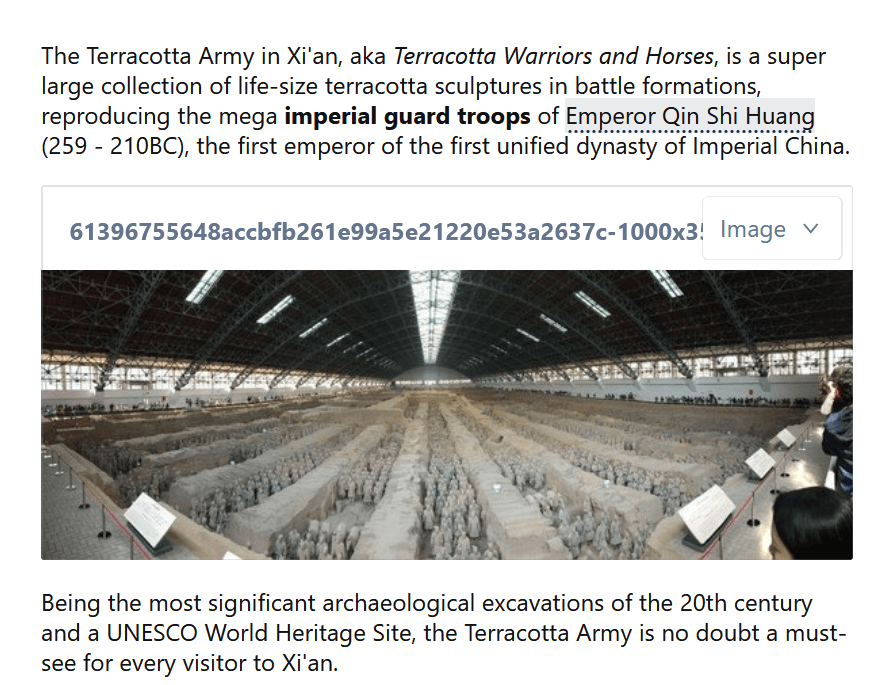 The Terracotta Army in Xi'an, aka Terracotta Warriors and Horses, is a super
large collection of life-size terracotta sculptures in battle formations,
reproducing the mega imperial guard troops of Emperor Qin Shi Huang
(259 - 210BC), the first emperor of the first unified dynasty of Imperial China.
61396755648accbfb261e99a5e21220e53a2637c-1000x35
Image
Being the most significant archaeological excavations of the 20th century
and a UNESCO World Heritage Site, the Terracotta Army is no doubt a must-
see for every visitor to Xi'an.